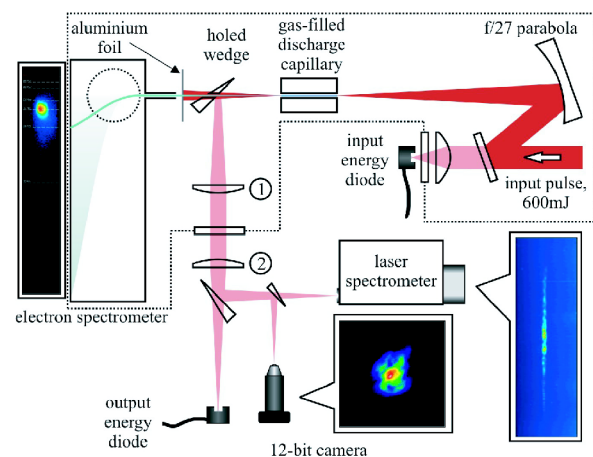 aluminium
foil
holed
wedge
gas-filled
discharge
capillary
f/27 parabola
input
energy
diode
input pulse,
600mJ
1
2
laser
spectrometer
electron spectrometer
output
energy
diode
12-bit camera